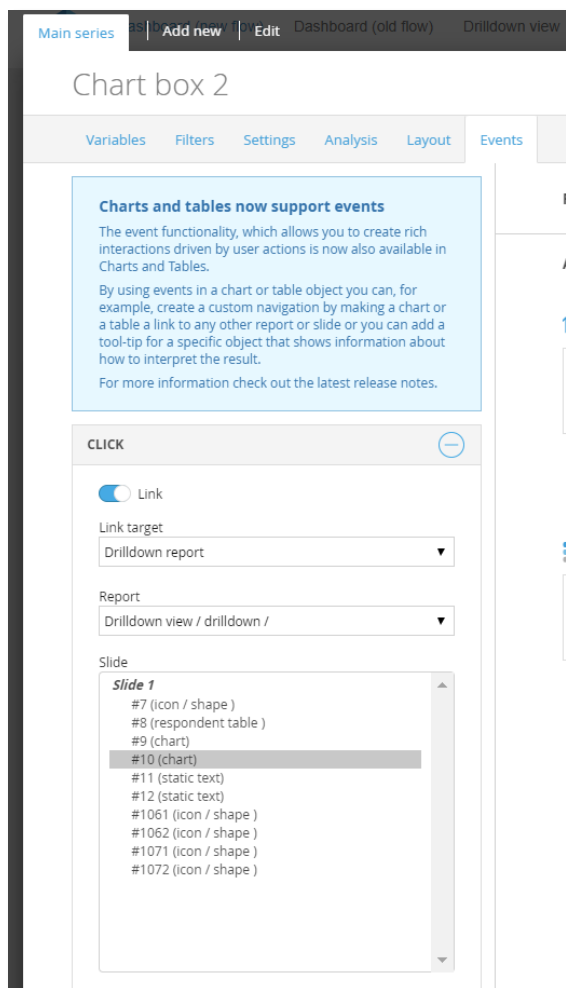 Main series
Add new
Edit
Dashboard (new flow)
Dashboard (old flow)
Drilldown view
Chart box 2
Variables Filters Settings Analysis Layout Events
Charts and tables now support events
The event functionality, which allows you to create rich
interactions driven by user actions is now also available in
Charts and Tables.
By using events in a chart or table object you can, for
example, create a custom navigation by making a chart or
a table a link to any other report or slide or you can add a
tool-tip for a specific object that shows information about
how to interpret the result.
For more information check out the latest release notes.
CLICK
Link
Link target
Drilldown report
Report
Drilldown view / drilldown /
Slide
Slide 1
#7 (icon / shape )
#8 (respondent table )
#9 (chart)
#10 (chart)
#11 (static text)
#12 (static text)
#1061 (icon / shape )
#1062 (icon / shape )
#1071 (icon / shape )
#1072 (icon / shape )